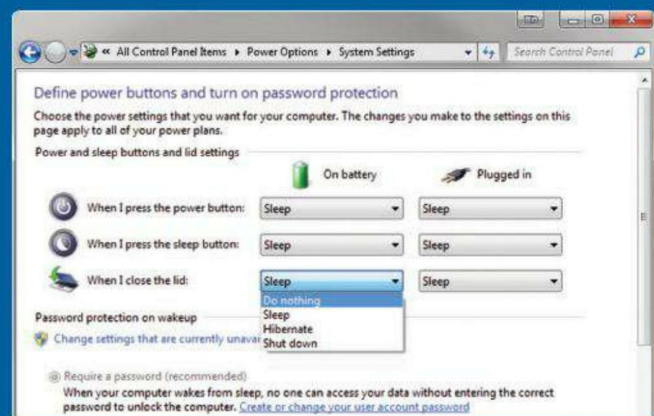 « All Control Panel Items ▸ Power Options ▸ System Settings
Search Control Panel
Define power buttons and turn on password protection
Choose the power settings that you want for your computer. The changes you make to the settings on this
page apply to all of your power plans.
Power and sleep buttons and lid settings
On battery Plugged in
When I press the power button: Sleep Sleep
When I press the sleep button: Sleep Sleep
When I close the lid: Sleep Sleep
Do nothing
Sleep
Hibernate
Shut down
Password protection on wakeup
Change settings that are currently unavai
Require a password (recommended)
When your computer wakes from sleep, no one can access your data without entering the correct
password to unlock the computer. Create or change your user account password